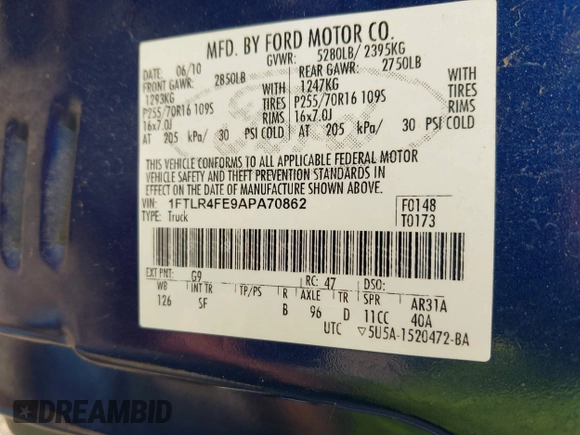 MFD. BY FORD MOTOR CO.
DATE: 06/10 GVWR: 5280LB/ 2395KG
FRONT GAWR: 2850LB REAR GAWR: 2750LB
1293KG WITH 1247KG WITH
P255/70R16 109S TIRES P255/70R16 109S TIRES
16x7.0J RIMS 16x7.0J RIMS
AT 205 kPa/ 30 PSI COLD AT 205 kPa/ 30 PSI COLD
THIS VEHICLE CONFORMS TO ALL APPLICABLE FEDERAL MOTOR
VEHICLE SAFETY AND THEFT PREVENTION STANDARDS IN EFFECT
ON THE DATE OF MANUFACTURE SHOWN ABOVE.
VIN: 1FTLR4FE9APA70862 F0148
TYPE: Truck T0173
EXT PNT: G9 RC: 47 DSO:
WB INT TR TP/PS R AXLE TR SPR AR31A
126 SF B 96 D 11CC 40A
UTC ▽5U5A-1520472-BA
DREAMBID